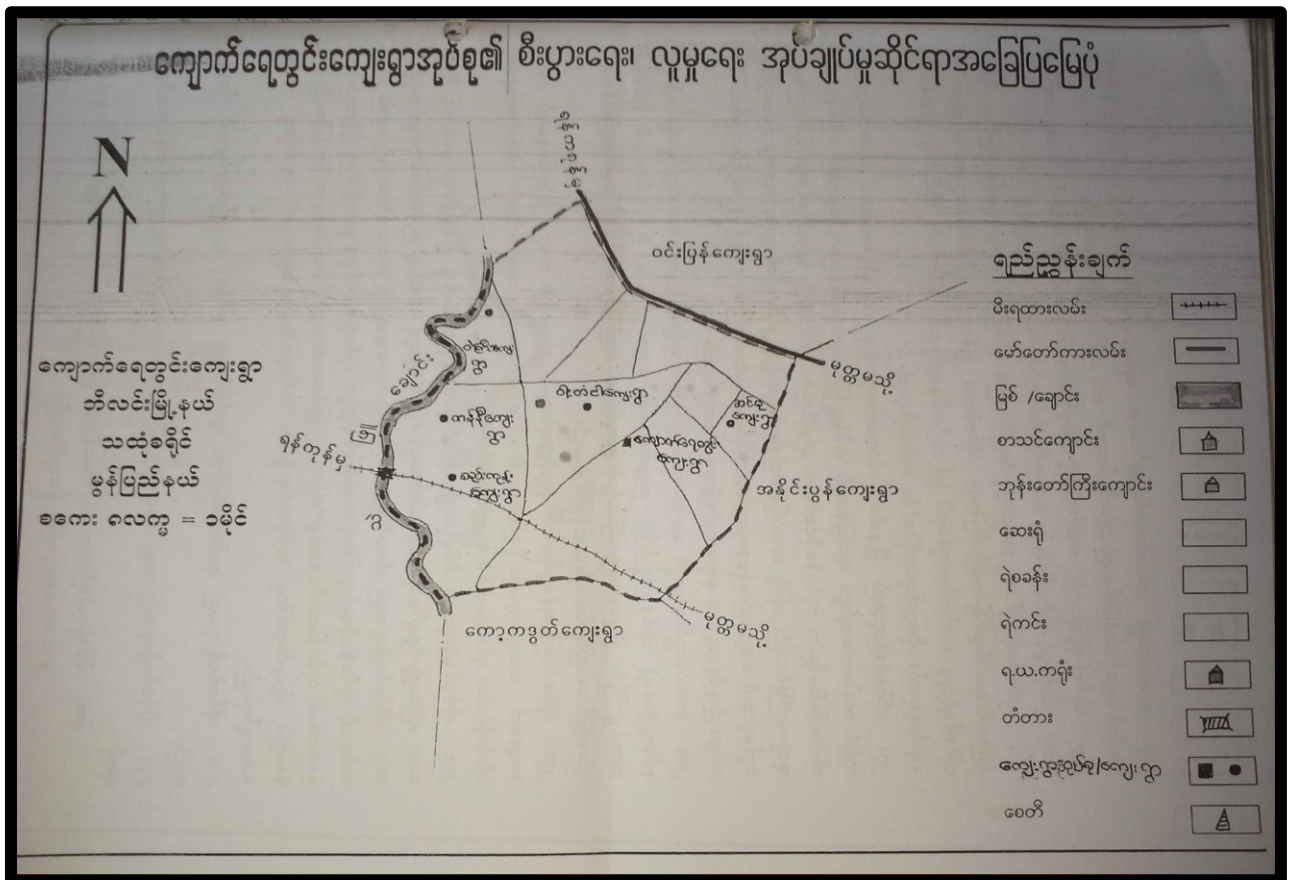 ကျောက်ရေတွင်းကျေးရွာအုပ်စု၏ စီးပွားရေး၊ လူမှုရေး အုပ်ချုပ်မှုဆိုင်ရာအခြေပြမြေပုံ
N
ကျောက်ရေတွင်းကျေးရွာ
ဘီလင်းမြို့နယ်
သထုံခရိုင်
မွန်ပြည်နယ်
စကေး ၈လက္မ = ၁မိုင်
ဝင်းပြန်ကျေးရွာ
မုတ္တမသို့
ချောင်း
ဖြူ
ရန်ကုန်မှ
ကျောက်ရေတွင်း
ကျေးရွာ
အနိုင်းပွန်ကျေးရွာ
မုတ္တမသို့
ကော့ကဒွတ်ကျေးရွာ
ရည်ညွှန်းချက်
မီးရထားလမ်း
မော်တော်ကားလမ်း
မြစ် /ချောင်း
စာသင်ကျောင်း
ဘုန်းတော်ကြီးကျောင်း
ဆေးရုံ
ရဲစခန်း
ရဲကင်း
ရ.ယ.ကရုံး
တံတား
ကျေးရွာအုပ်စု/ကျေးရွာ
စေတီ